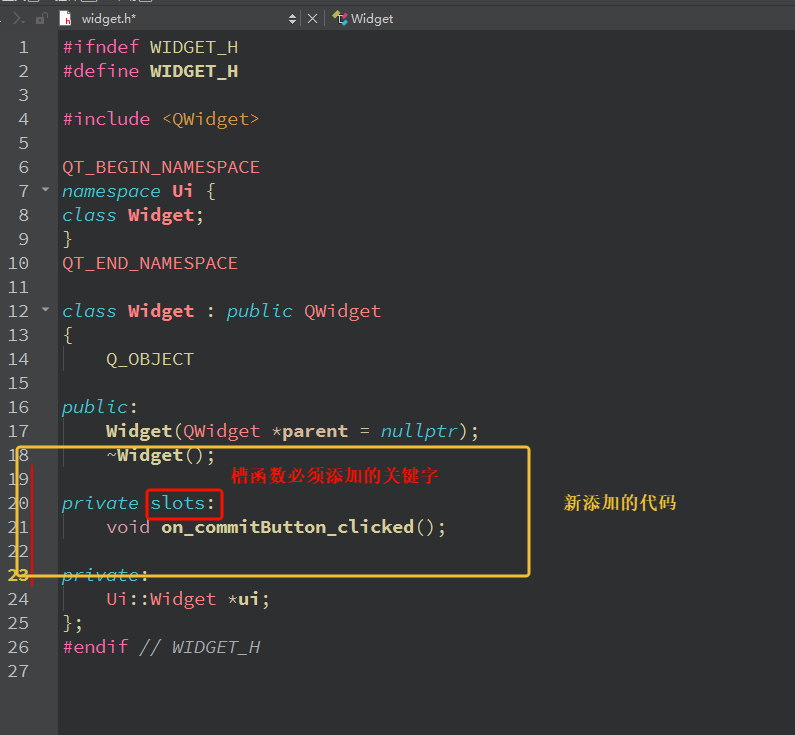 widget.h*
Widget
1 #ifndef WIDGET_H
2 #define WIDGET_H
3
4 #include <QWidget>
5
6 QT_BEGIN_NAMESPACE
7 namespace Ui {
8 class Widget;
9 }
10 QT_END_NAMESPACE
11
12 class Widget : public QWidget
13 {
14 Q_OBJECT
15
16 public:
17 Widget(QWidget *parent = nullptr);
18 ~Widget();
19 槽函数必须添加的关键字
20 private slots:
新添加的代码
21 void on_commitButton_clicked();
22
23 private:
24 Ui::Widget *ui;
25 };
26 #endif // WIDGET_H
27